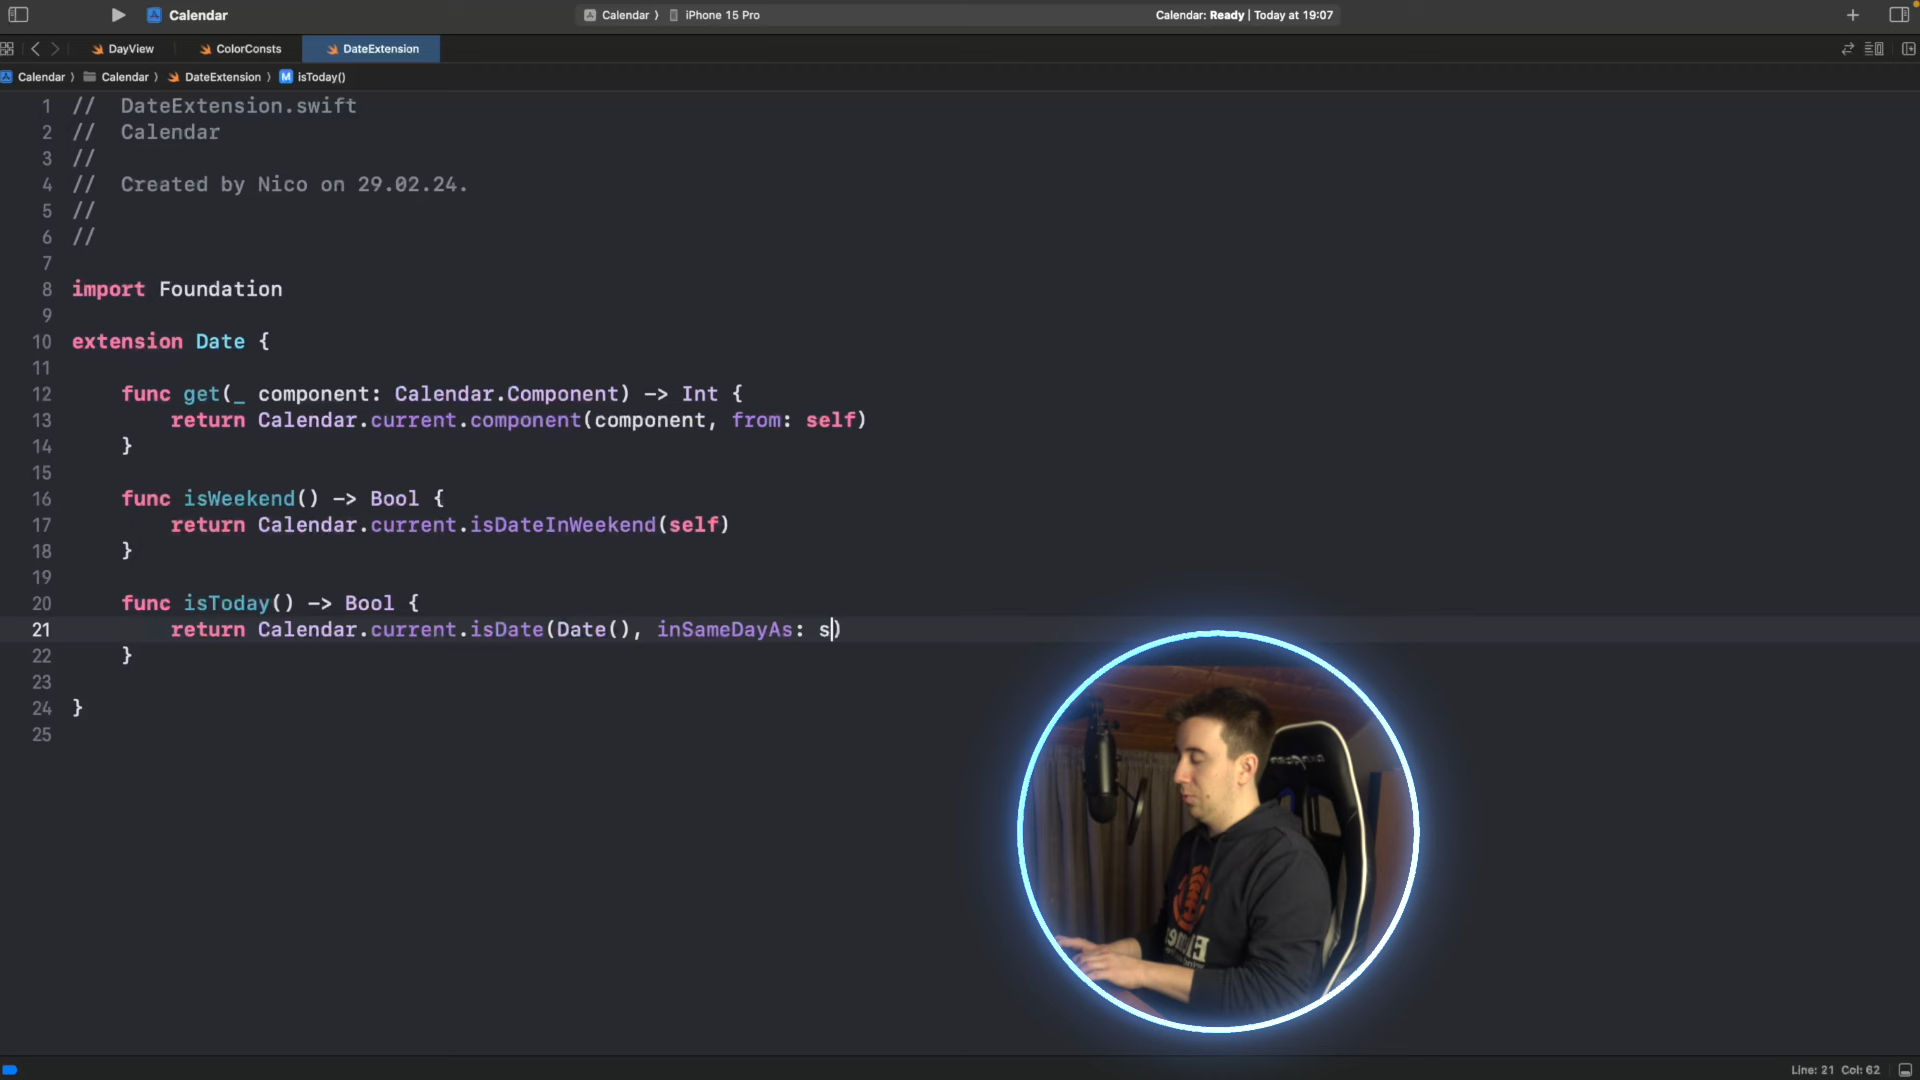 Calendar
Calendar ⟩ iPhone 15 Pro
Calendar: Ready | Today at 19:07
DayView
ColorConsts
DateExtension
Calendar ⟩ Calendar ⟩ DateExtension ⟩ M isToday()
1 // DateExtension.swift
2 // Calendar
3 //
4 // Created by Nico on 29.02.24.
5 //
6 //
7
8 import Foundation
9
10 extension Date {
11
12 func get(_ component: Calendar.Component) -> Int {
13 return Calendar.current.component(component, from: self)
14 }
15
16 func isWeekend() -> Bool {
17 return Calendar.current.isDateInWeekend(self)
18 }
19
20 func isToday() -> Bool {
21 return Calendar.current.isDate(Date(), inSameDayAs: s)
22 }
23
24 }
25
Line: 21 Col: 62